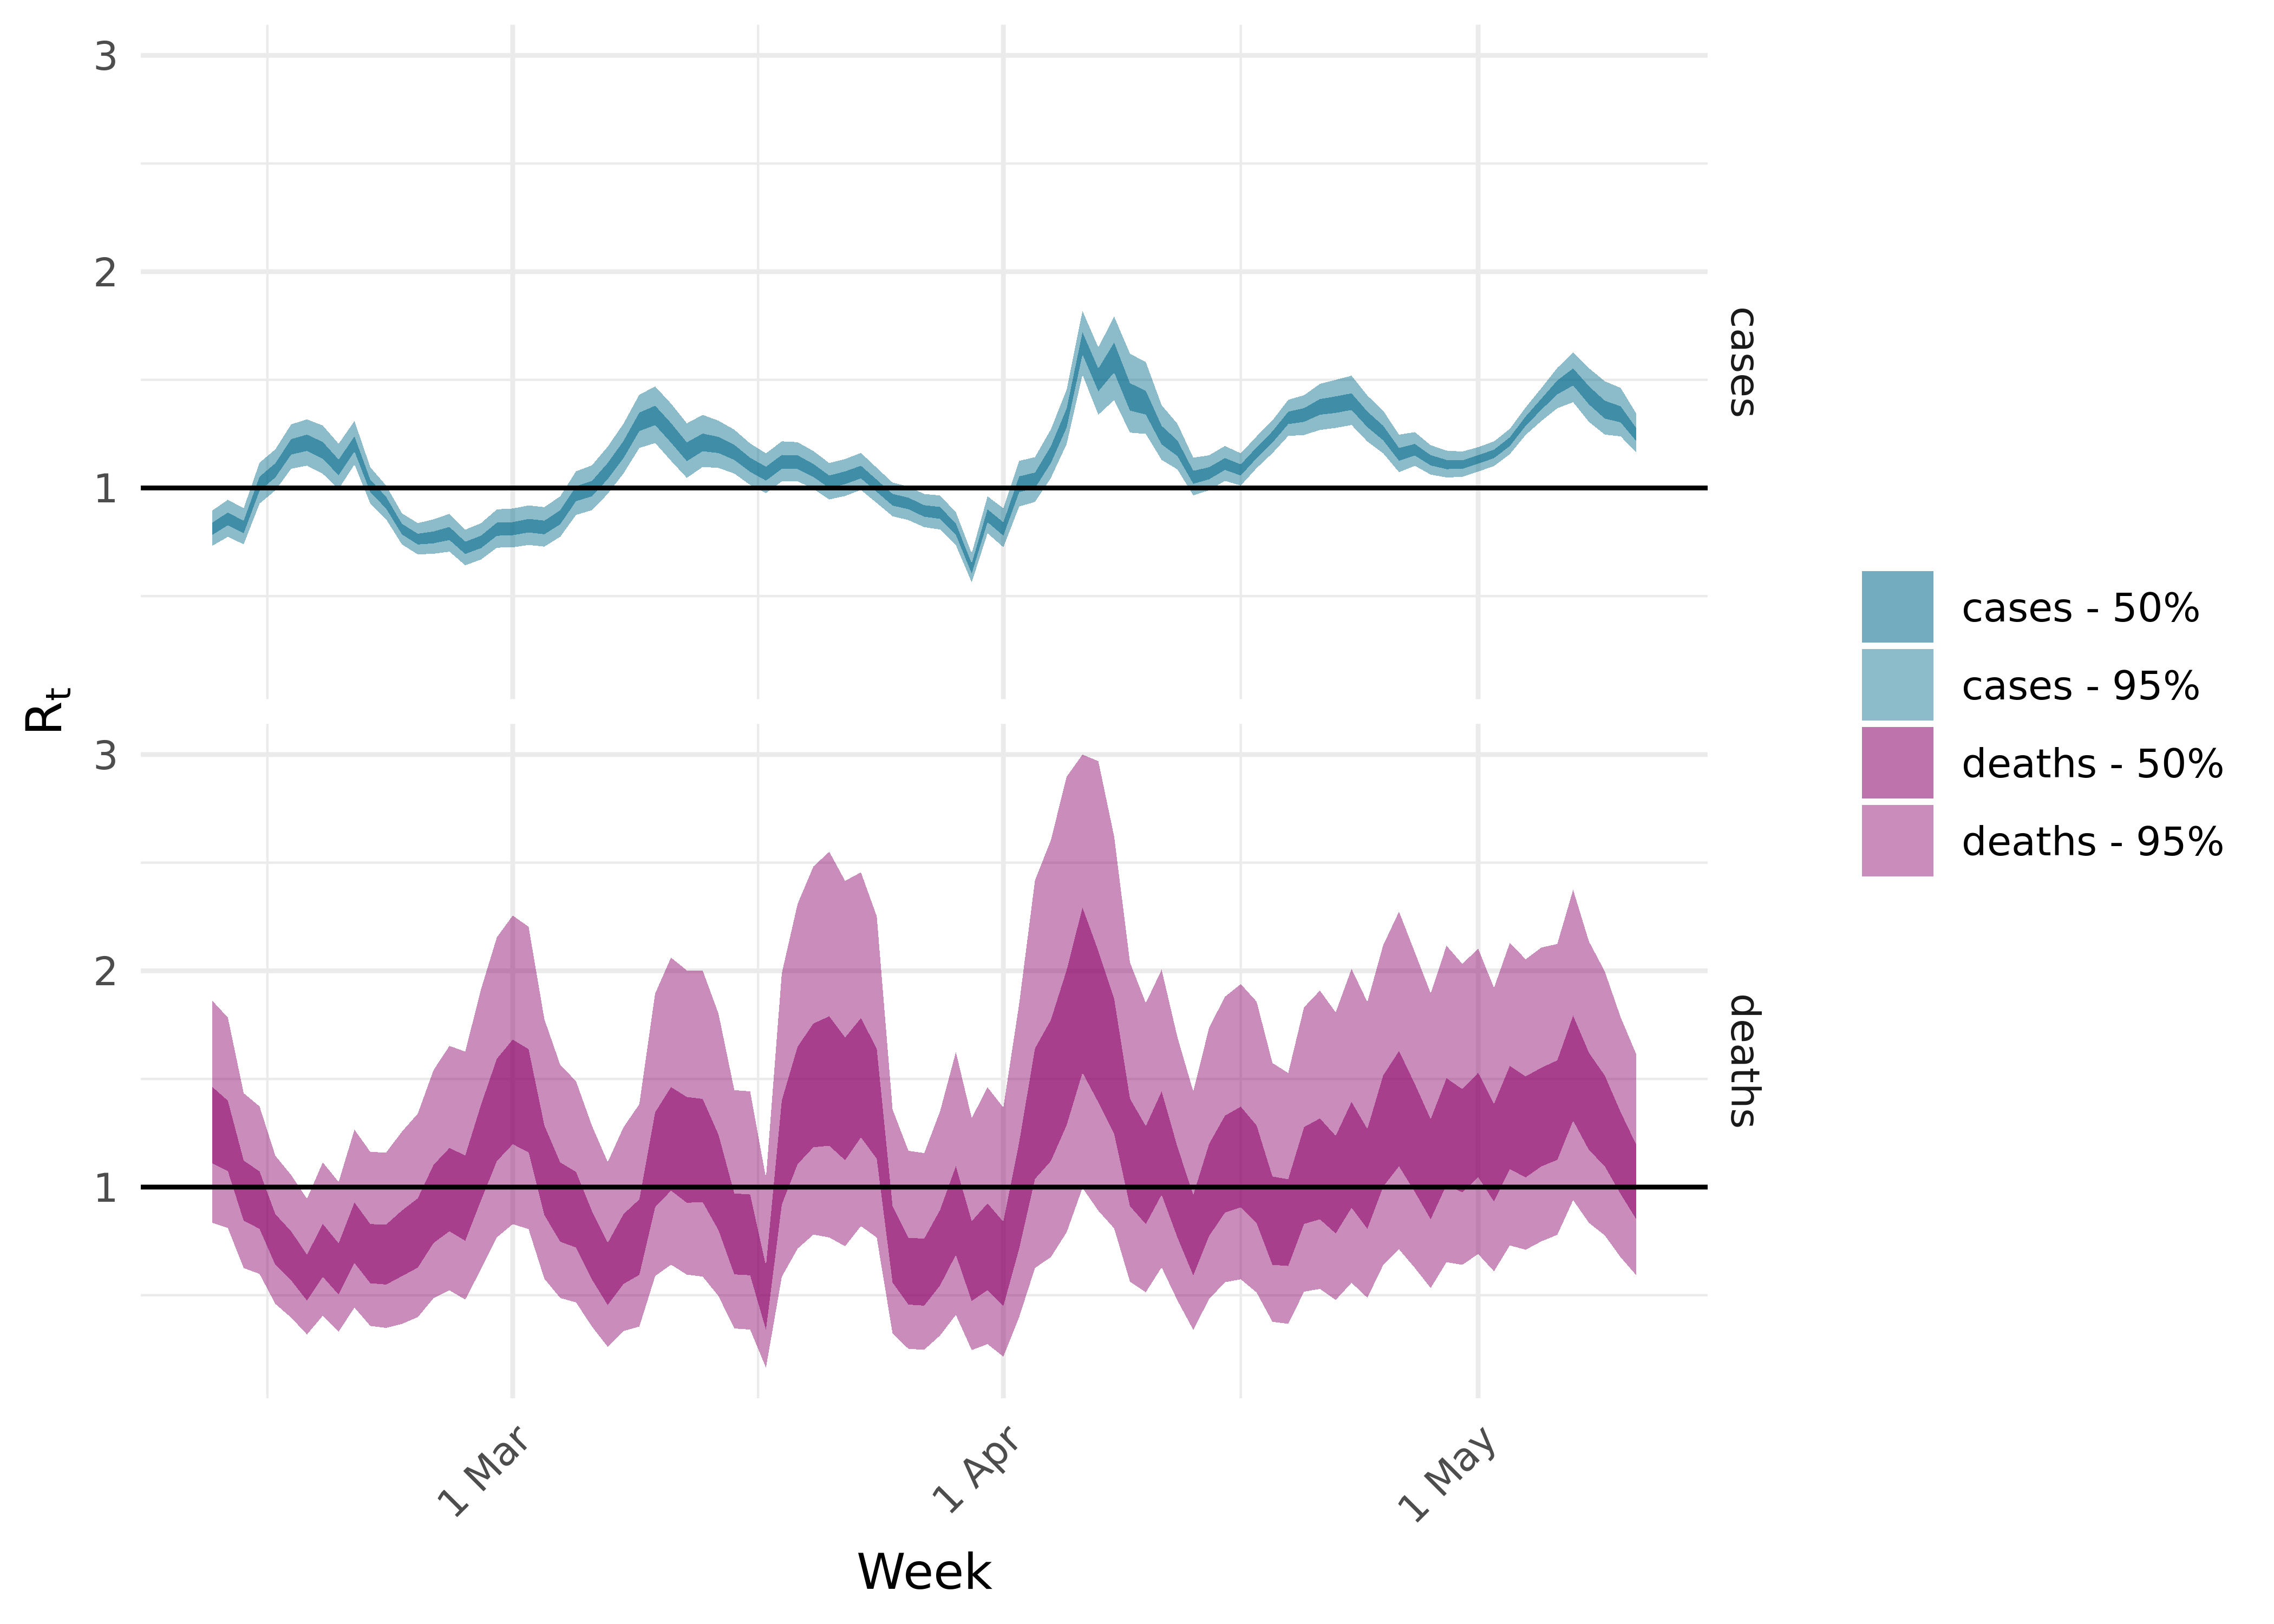 3
2
1
cases
R_t
3
2
1
deaths
1 Mar
1 Apr
1 May
Week
cases - 50%
cases - 95%
deaths - 50%
deaths - 95%